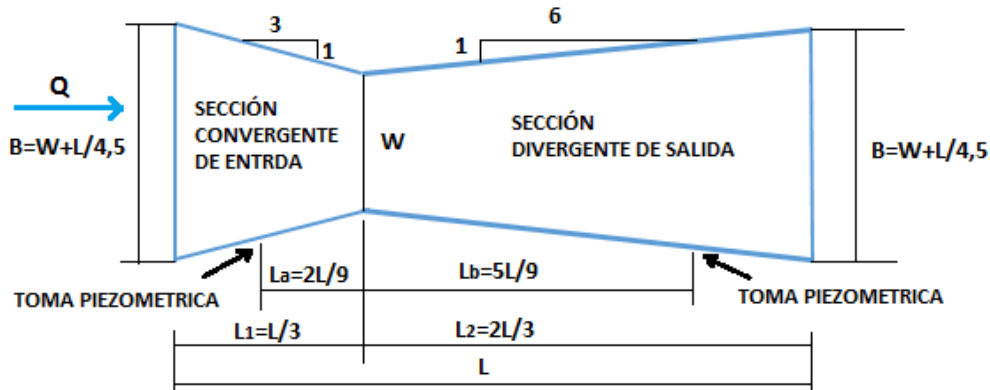 3
1
6
1
Q
B=W+L/4,5
SECCIÓN
CONVERGENTE
DE ENTRDA
W
SECCIÓN
DIVERGENTE DE SALIDA
B=W+L/4,5
TOMA PIEZOMETRICA
La=2L/9
Lb=5L/9
TOMA PIEZOMETRICA
L1=L/3
L2=2L/3
L